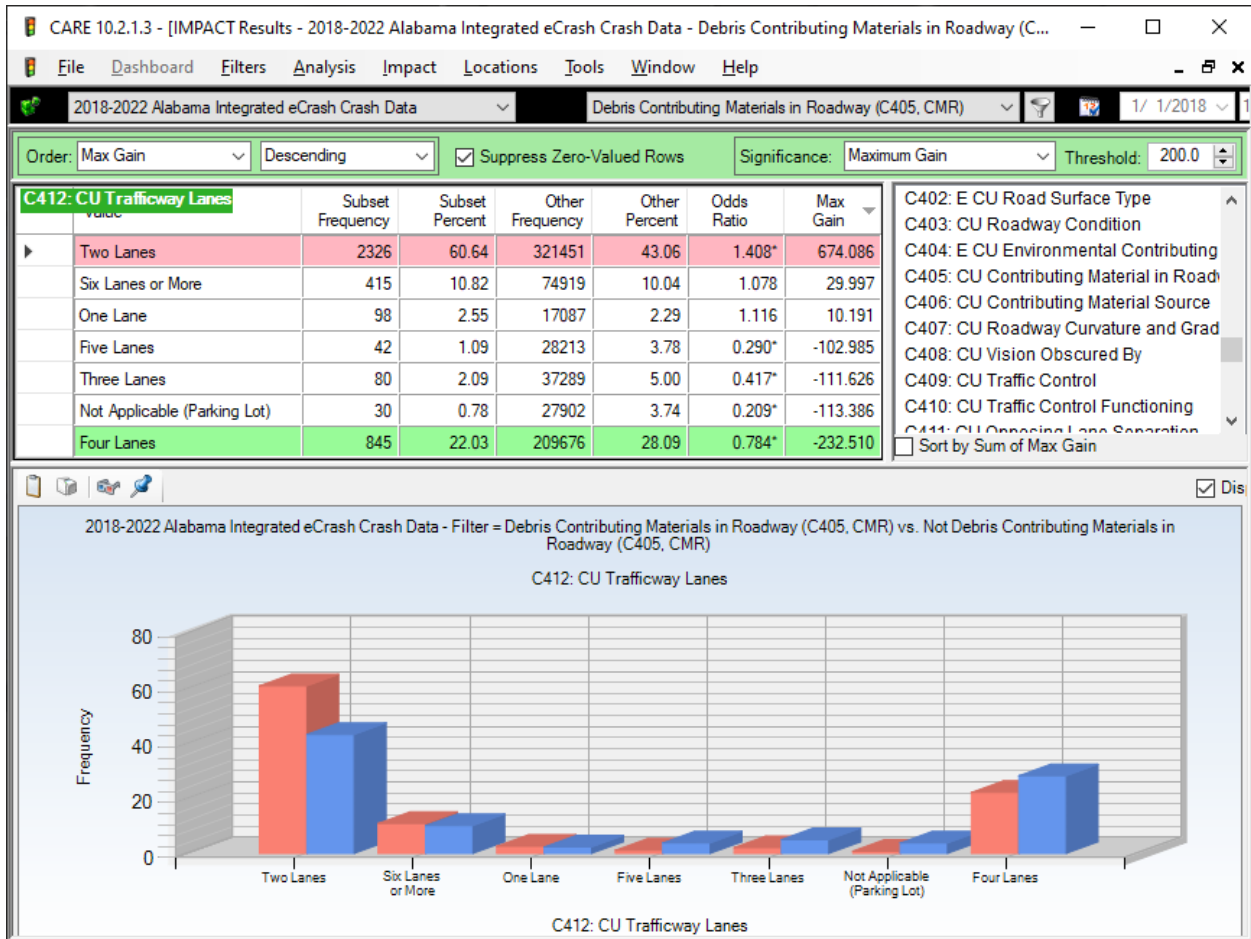 CARE 10.2.1.3 - [IMPACT Results - 2018-2022 Alabama Integrated eCrash Crash Data - Debris Contributing Materials in Roadway (C...
File Dashboard Filters Analysis Impact Locations Tools Window Help
2018-2022 Alabama Integrated eCrash Crash Data Debris Contributing Materials in Roadway (C405, CMR) 1/ 1/2018
Order: Max Gain Descending Suppress Zero-Valued Rows Significance: Maximum Gain Threshold: 200.0
C412: CU Trafficway Lanes Subset Frequency Subset Percent Other Frequency Other Percent Odds Ratio Max Gain
Two Lanes 2326 60.64 321451 43.06 1.408* 674.086
Six Lanes or More 415 10.82 74919 10.04 1.078 29.997
One Lane 98 2.55 17087 2.29 1.116 10.191
Five Lanes 42 1.09 28213 3.78 0.290* -102.985
Three Lanes 80 2.09 37289 5.00 0.417* -111.626
Not Applicable (Parking Lot) 30 0.78 27902 3.74 0.209* -113.386
Four Lanes 845 22.03 209676 28.09 0.784* -232.510
C402: E CU Road Surface Type
C403: CU Roadway Condition
C404: E CU Environmental Contributing
C405: CU Contributing Material in Roadw
C406: CU Contributing Material Source
C407: CU Roadway Curvature and Grad
C408: CU Vision Obscured By
C409: CU Traffic Control
C410: CU Traffic Control Functioning
C411: CU Opposing Lane Separation
Sort by Sum of Max Gain
Dis
2018-2022 Alabama Integrated eCrash Crash Data - Filter = Debris Contributing Materials in Roadway (C405, CMR) vs. Not Debris Contributing Materials in
Roadway (C405, CMR)
C412: CU Trafficway Lanes
Frequency
80
60
40
20
0
Two Lanes
Six Lanes
or More
One Lane
Five Lanes
Three Lanes
Not Applicable
(Parking Lot)
Four Lanes
C412: CU Trafficway Lanes